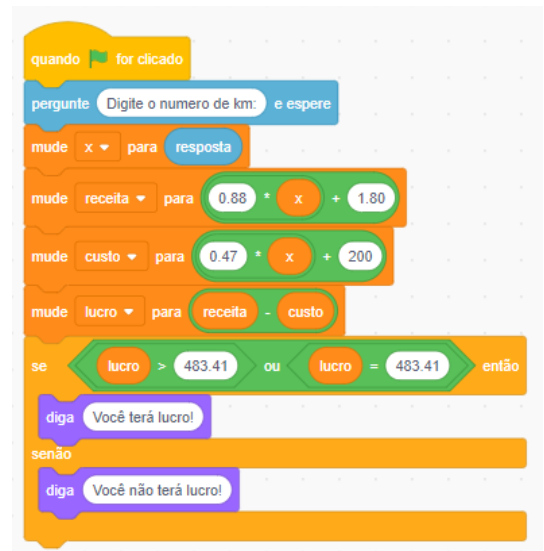 quando for clicado
pergunte Digite o numero de km: e espere
mude x para resposta
mude receita para 0.88 * x + 1.80
mude custo para 0.47 * x + 200
mude lucro para receita - custo
se lucro > 483.41 ou lucro = 483.41 então
diga Você terá lucro!
senão
diga Você não terá lucro!